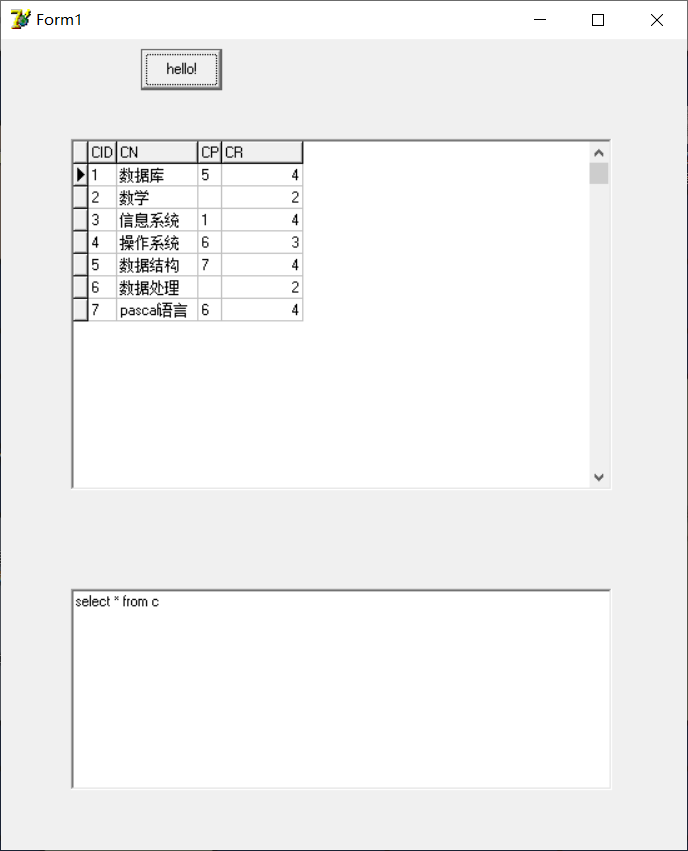 Form1
hello!
CID CN CP CR
1 数据库 5 4
2 数学 2
3 信息系统 1 4
4 操作系统 6 3
5 数据结构 7 4
6 数据处理 2
7 pascal语言 6 4
select * from c